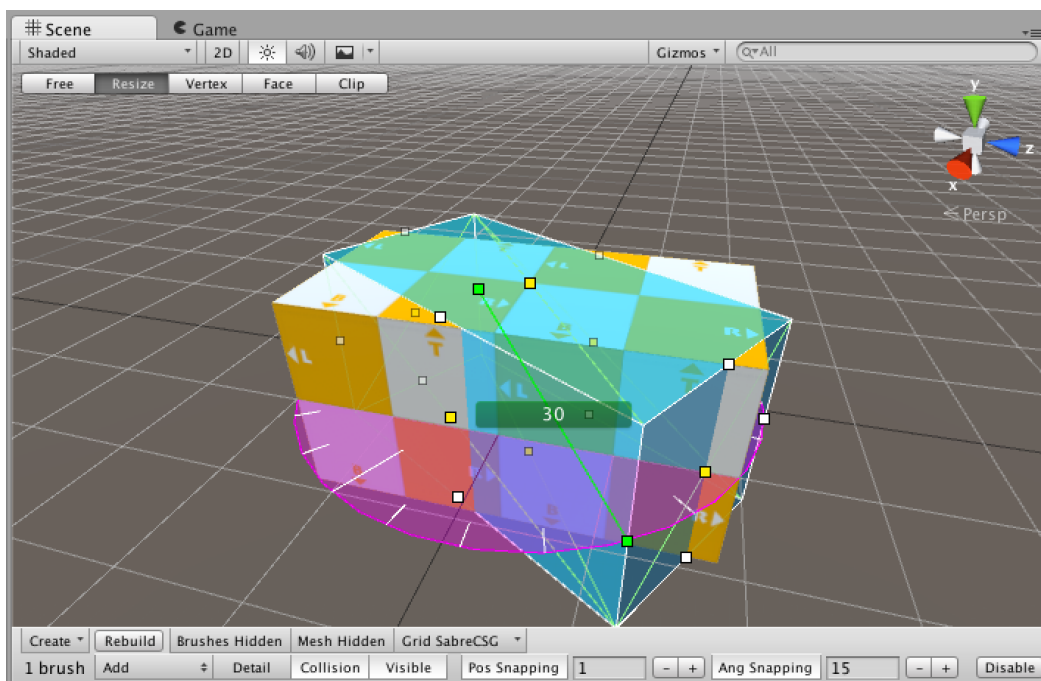 Scene Game
Shaded 2D Gizmos All
Free Resize Vertex Face Clip
y
z
x
Persp
L
R
B
T
L
B
T
L
30
R
B
R
Create Rebuild Brushes Hidden Mesh Hidden Grid SabreCSG
1 brush Add Detail Collision Visible Pos Snapping 1 - + Ang Snapping 15 - + Disable